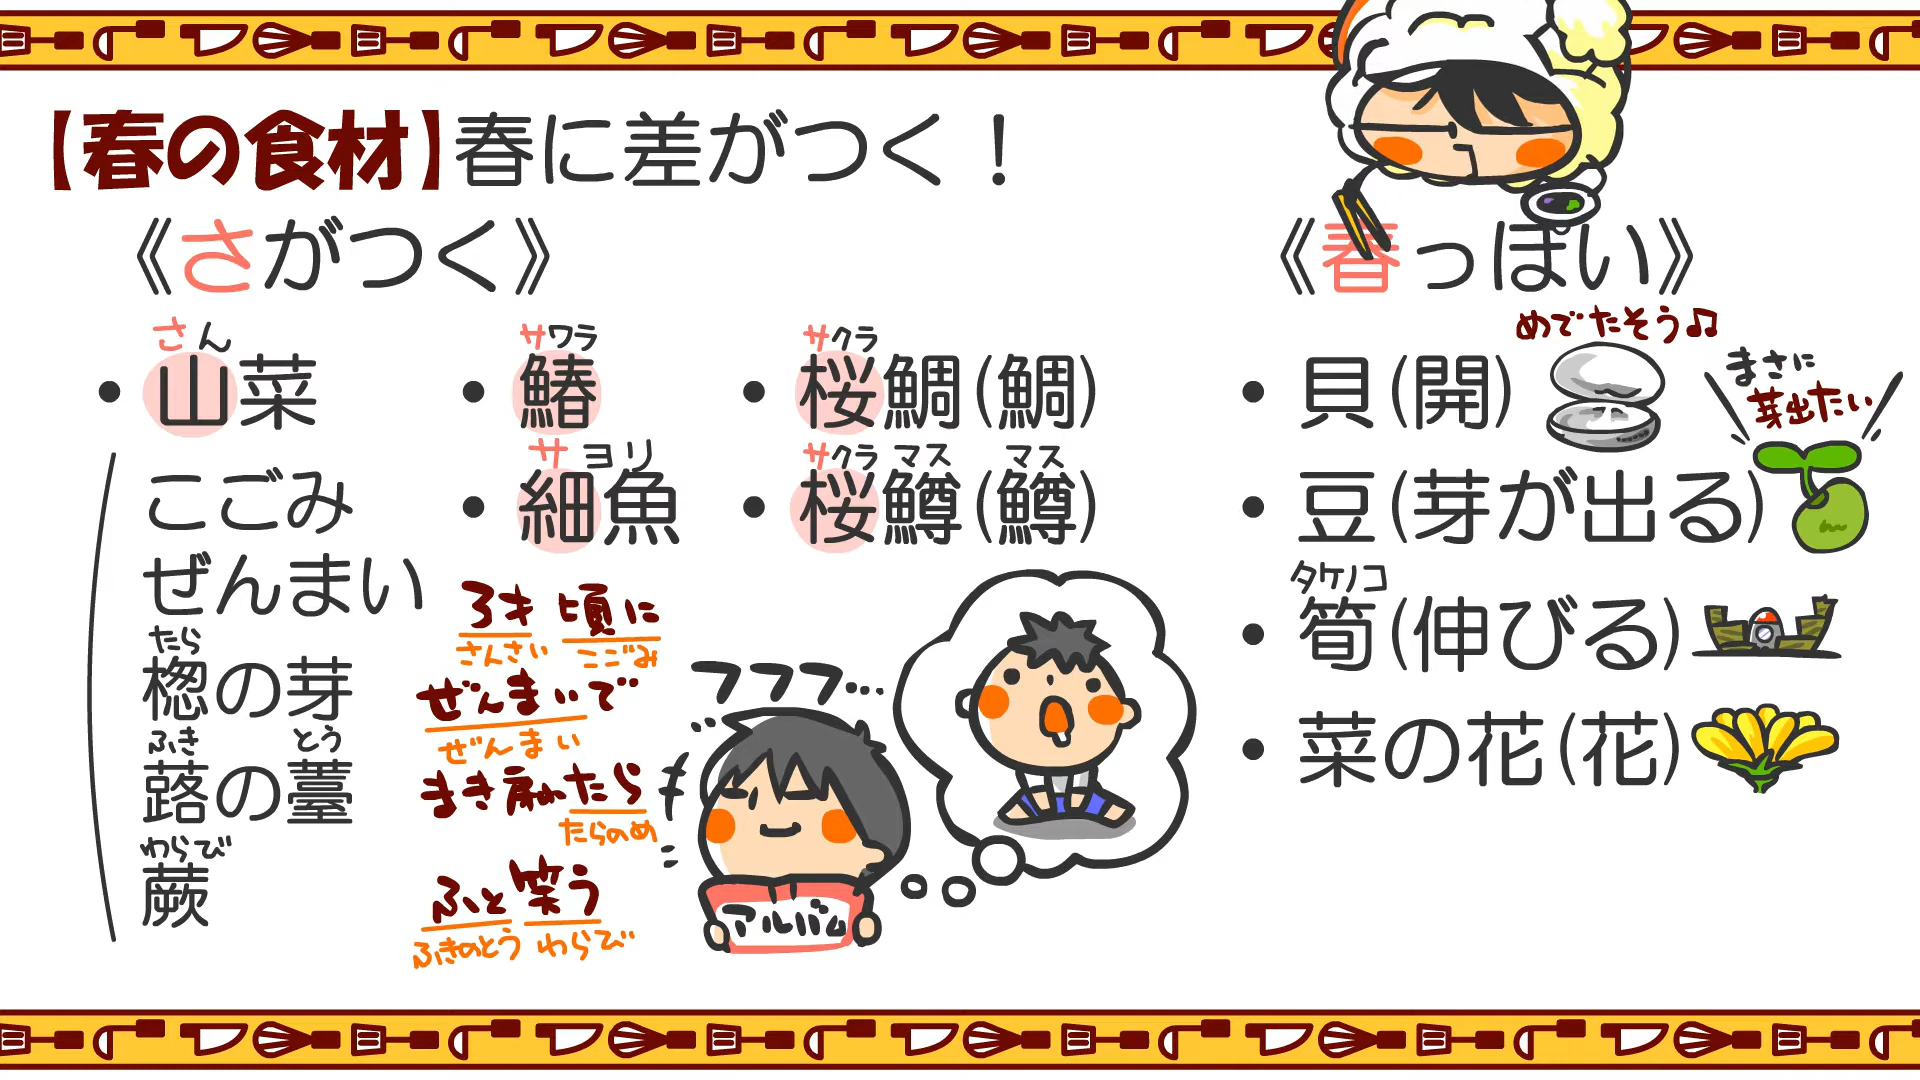 【春の食材】春に差がつく！
《さがつく》
さん
・山菜
こごみ
ぜんまい
たら
楤の芽
ふき とう
蕗の薹
わらび
蕨
サワラ
・鰆
サヨリ
・細魚
サクラ
・桜鯛(鯛)
サクラ マス マス
・桜鱒(鱒)
3才 頃に
さんさい こごみ
ぜんまいで
ぜんまい
まき戻ったら
たらのめ
ふと笑う
ふきのとう わらび
フフフ…
アルバム
《春っぽい》
めでたそう♫
・貝(開)
まさに
芽出たい
・豆(芽が出る)
タケノコ
・筍(伸びる)
・菜の花(花)